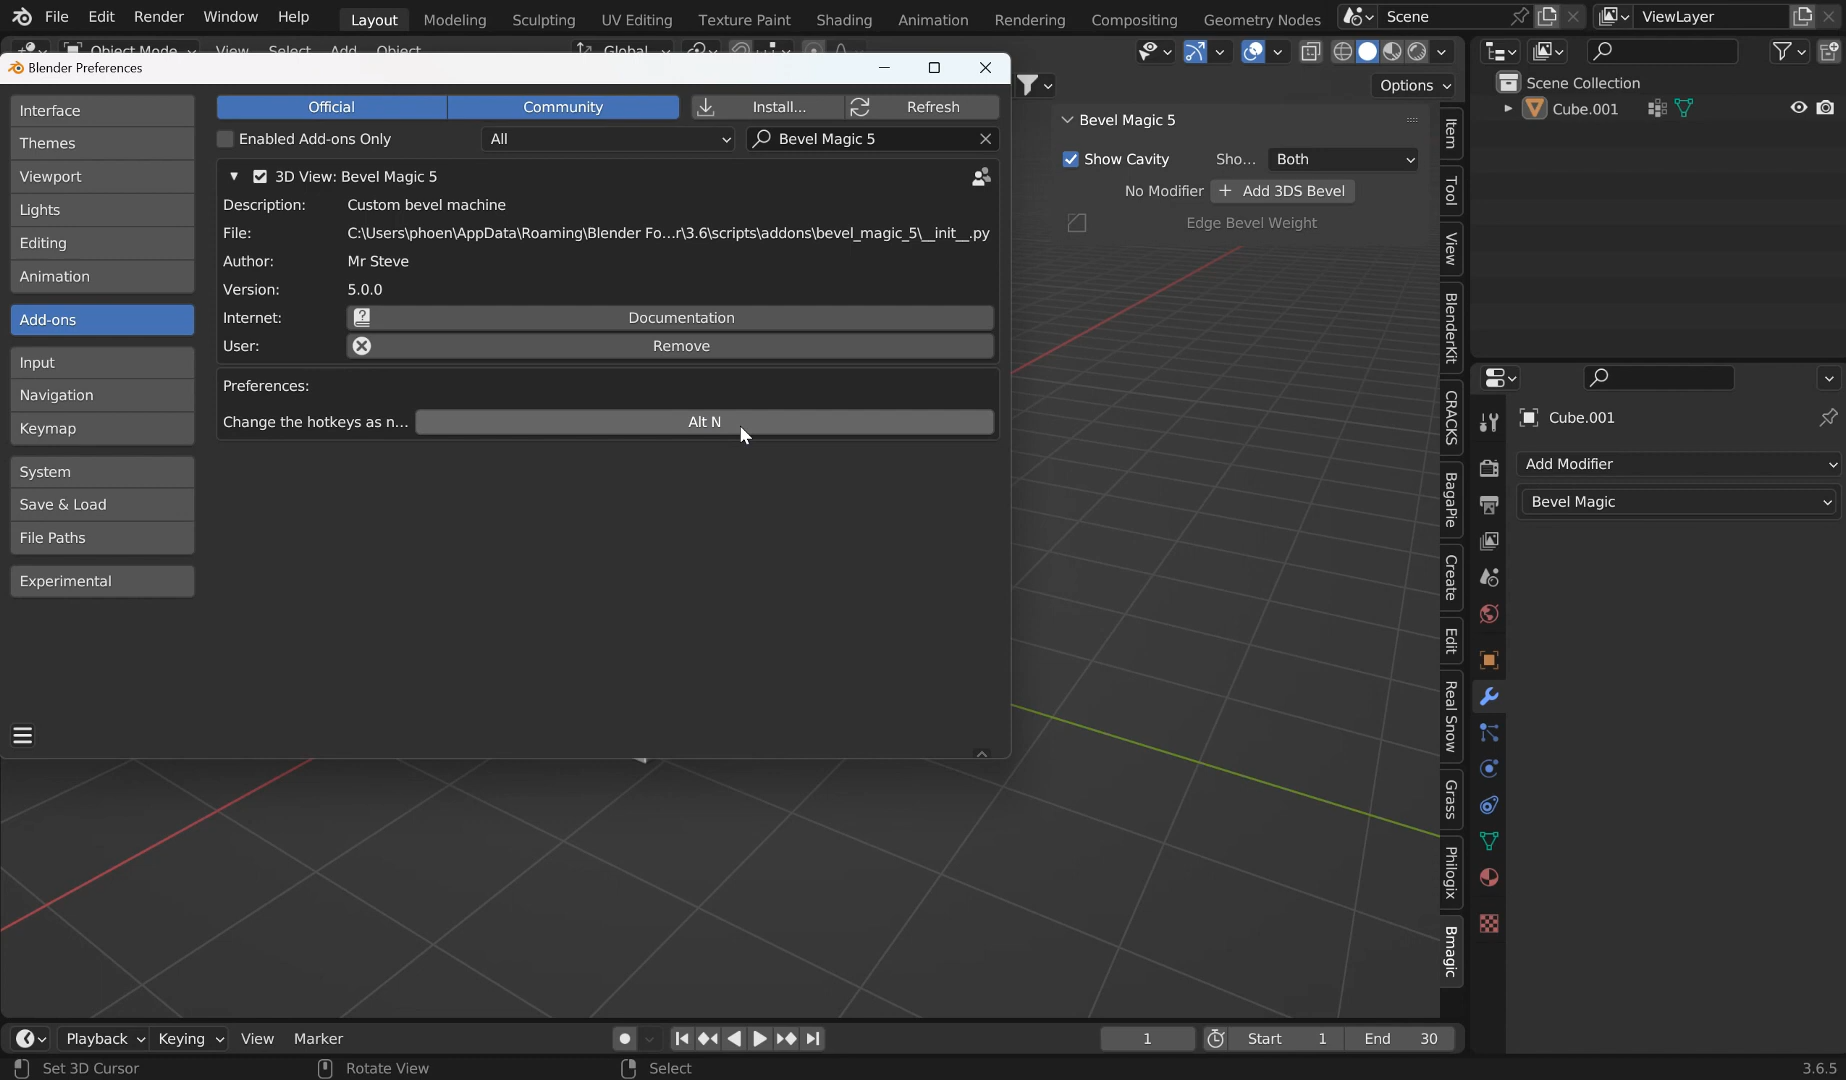 File Edit Render Window Help Layout Modeling Sculpting UV Editing Texture Paint Shading Animation Rendering Compositing Geometry Nodes Scene ViewLayer
Object Mode View Select Add Object Global
Blender Preferences
Options
Interface
Themes
Viewport
Lights
Editing
Animation
Add-ons
Input
Navigation
Keymap
System
Save & Load
File Paths
Experimental
Official Community Install... Refresh
Enabled Add-ons Only All Bevel Magic 5
3D View: Bevel Magic 5
Description: Custom bevel machine
File: C:\Users\phoen\AppData\Roaming\Blender Fo...r\3.6\scripts\addons\bevel_magic_5\__init__.py
Author: Mr Steve
Version: 5.0.0
Internet: Documentation
User: Remove
Preferences:
Change the hotkeys as n... Alt N
Bevel Magic 5
Show Cavity Sho... Both
No Modifier + Add 3DS Bevel
Edge Bevel Weight
Item
Tool
View
BlenderKit
CRACKS
BagaPie
Create
Edit
Real Snow
Grass
Philogix
Bmagic
Scene Collection
Cube.001
Cube.001
Add Modifier
Bevel Magic
Playback Keying View Marker 1 Start 1 End 30
Set 3D Cursor Rotate View Select 3.6.5